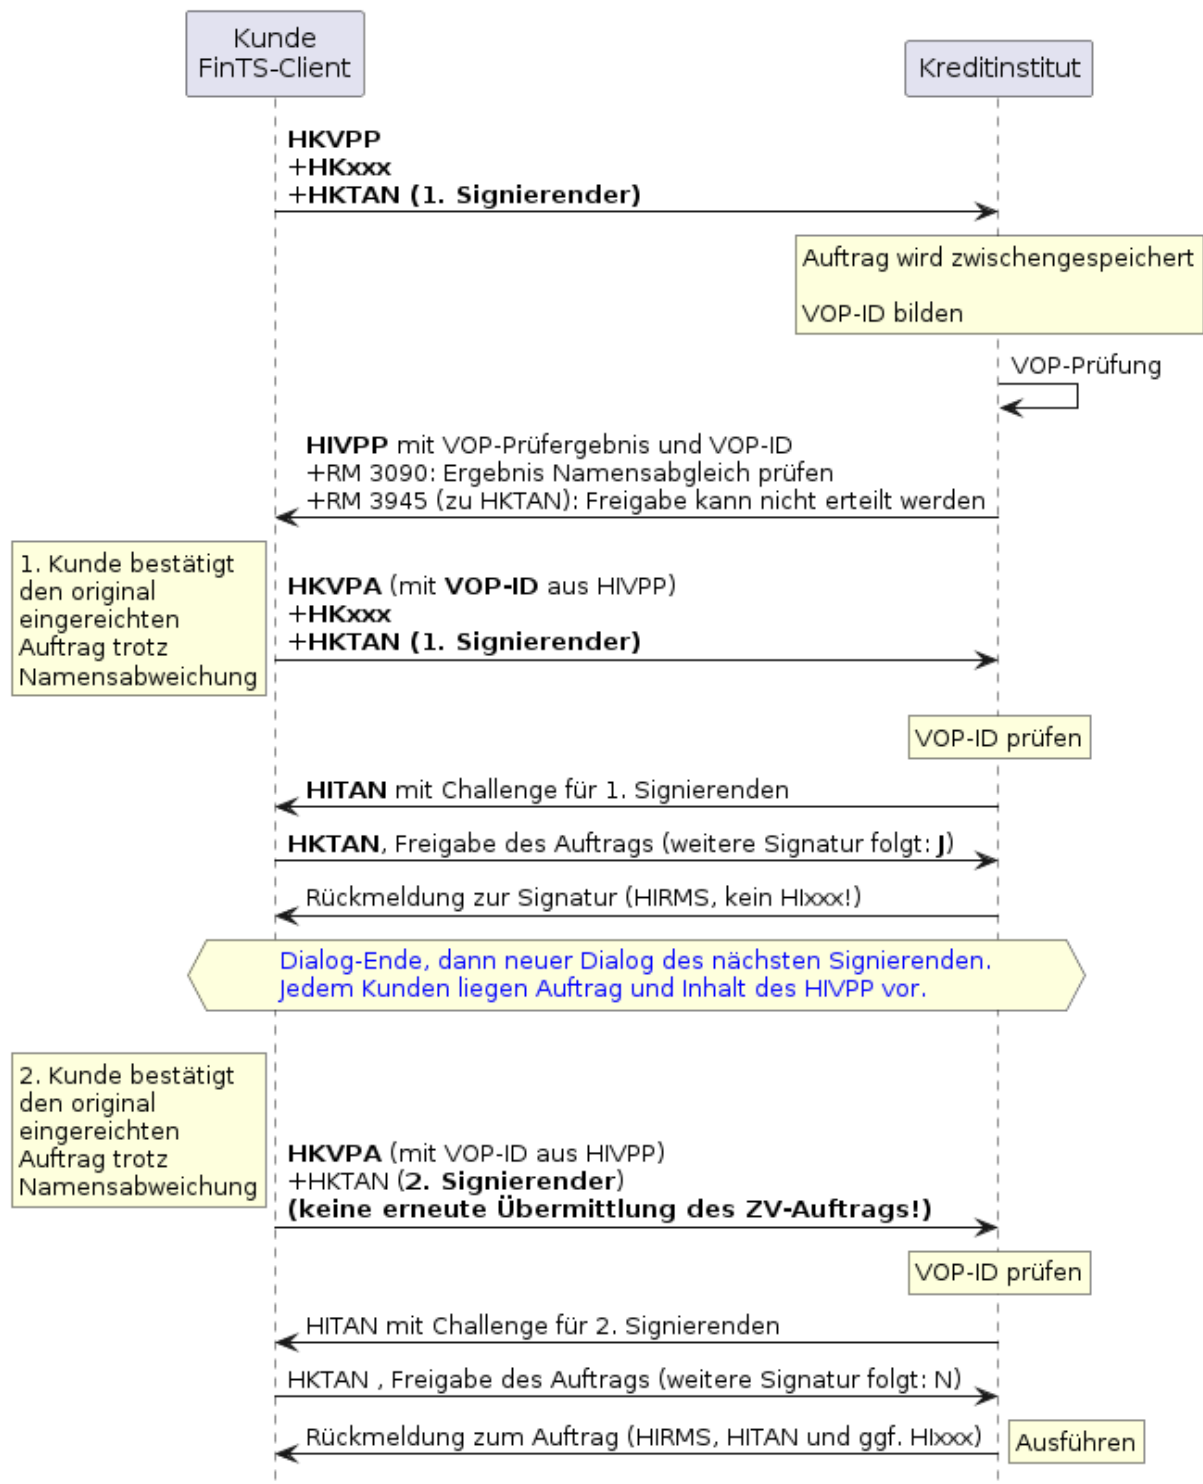 Kunde
FinTS-Client
Kreditinstitut
HKVPP
+HKxxx
+HKTAN (1. Signierender)
Auftrag wird zwischengespeichert
VOP-ID bilden
VOP-Prüfung
HIVPP mit VOP-Prüfergebnis und VOP-ID
+RM 3090: Ergebnis Namensabgleich prüfen
+RM 3945 (zu HKTAN): Freigabe kann nicht erteilt werden
1. Kunde bestätigt
den original
eingereichten
Auftrag trotz
Namensabweichung
HKVPA (mit VOP-ID aus HIVPP)
+HKxxx
+HKTAN (1. Signierender)
VOP-ID prüfen
HITAN mit Challenge für 1. Signierenden
HKTAN, Freigabe des Auftrags (weitere Signatur folgt: J)
Rückmeldung zur Signatur (HIRMS, kein HIxxx!)
Dialog-Ende, dann neuer Dialog des nächsten Signierenden.
Jedem Kunden liegen Auftrag und Inhalt des HIVPP vor.
2. Kunde bestätigt
den original
eingereichten
Auftrag trotz
Namensabweichung
HKVPA (mit VOP-ID aus HIVPP)
+HKTAN (2. Signierender)
(keine erneute Übermittlung des ZV-Auftrags!)
VOP-ID prüfen
HITAN mit Challenge für 2. Signierenden
HKTAN , Freigabe des Auftrags (weitere Signatur folgt: N)
Rückmeldung zum Auftrag (HIRMS, HITAN und ggf. HIxxx)
Ausführen